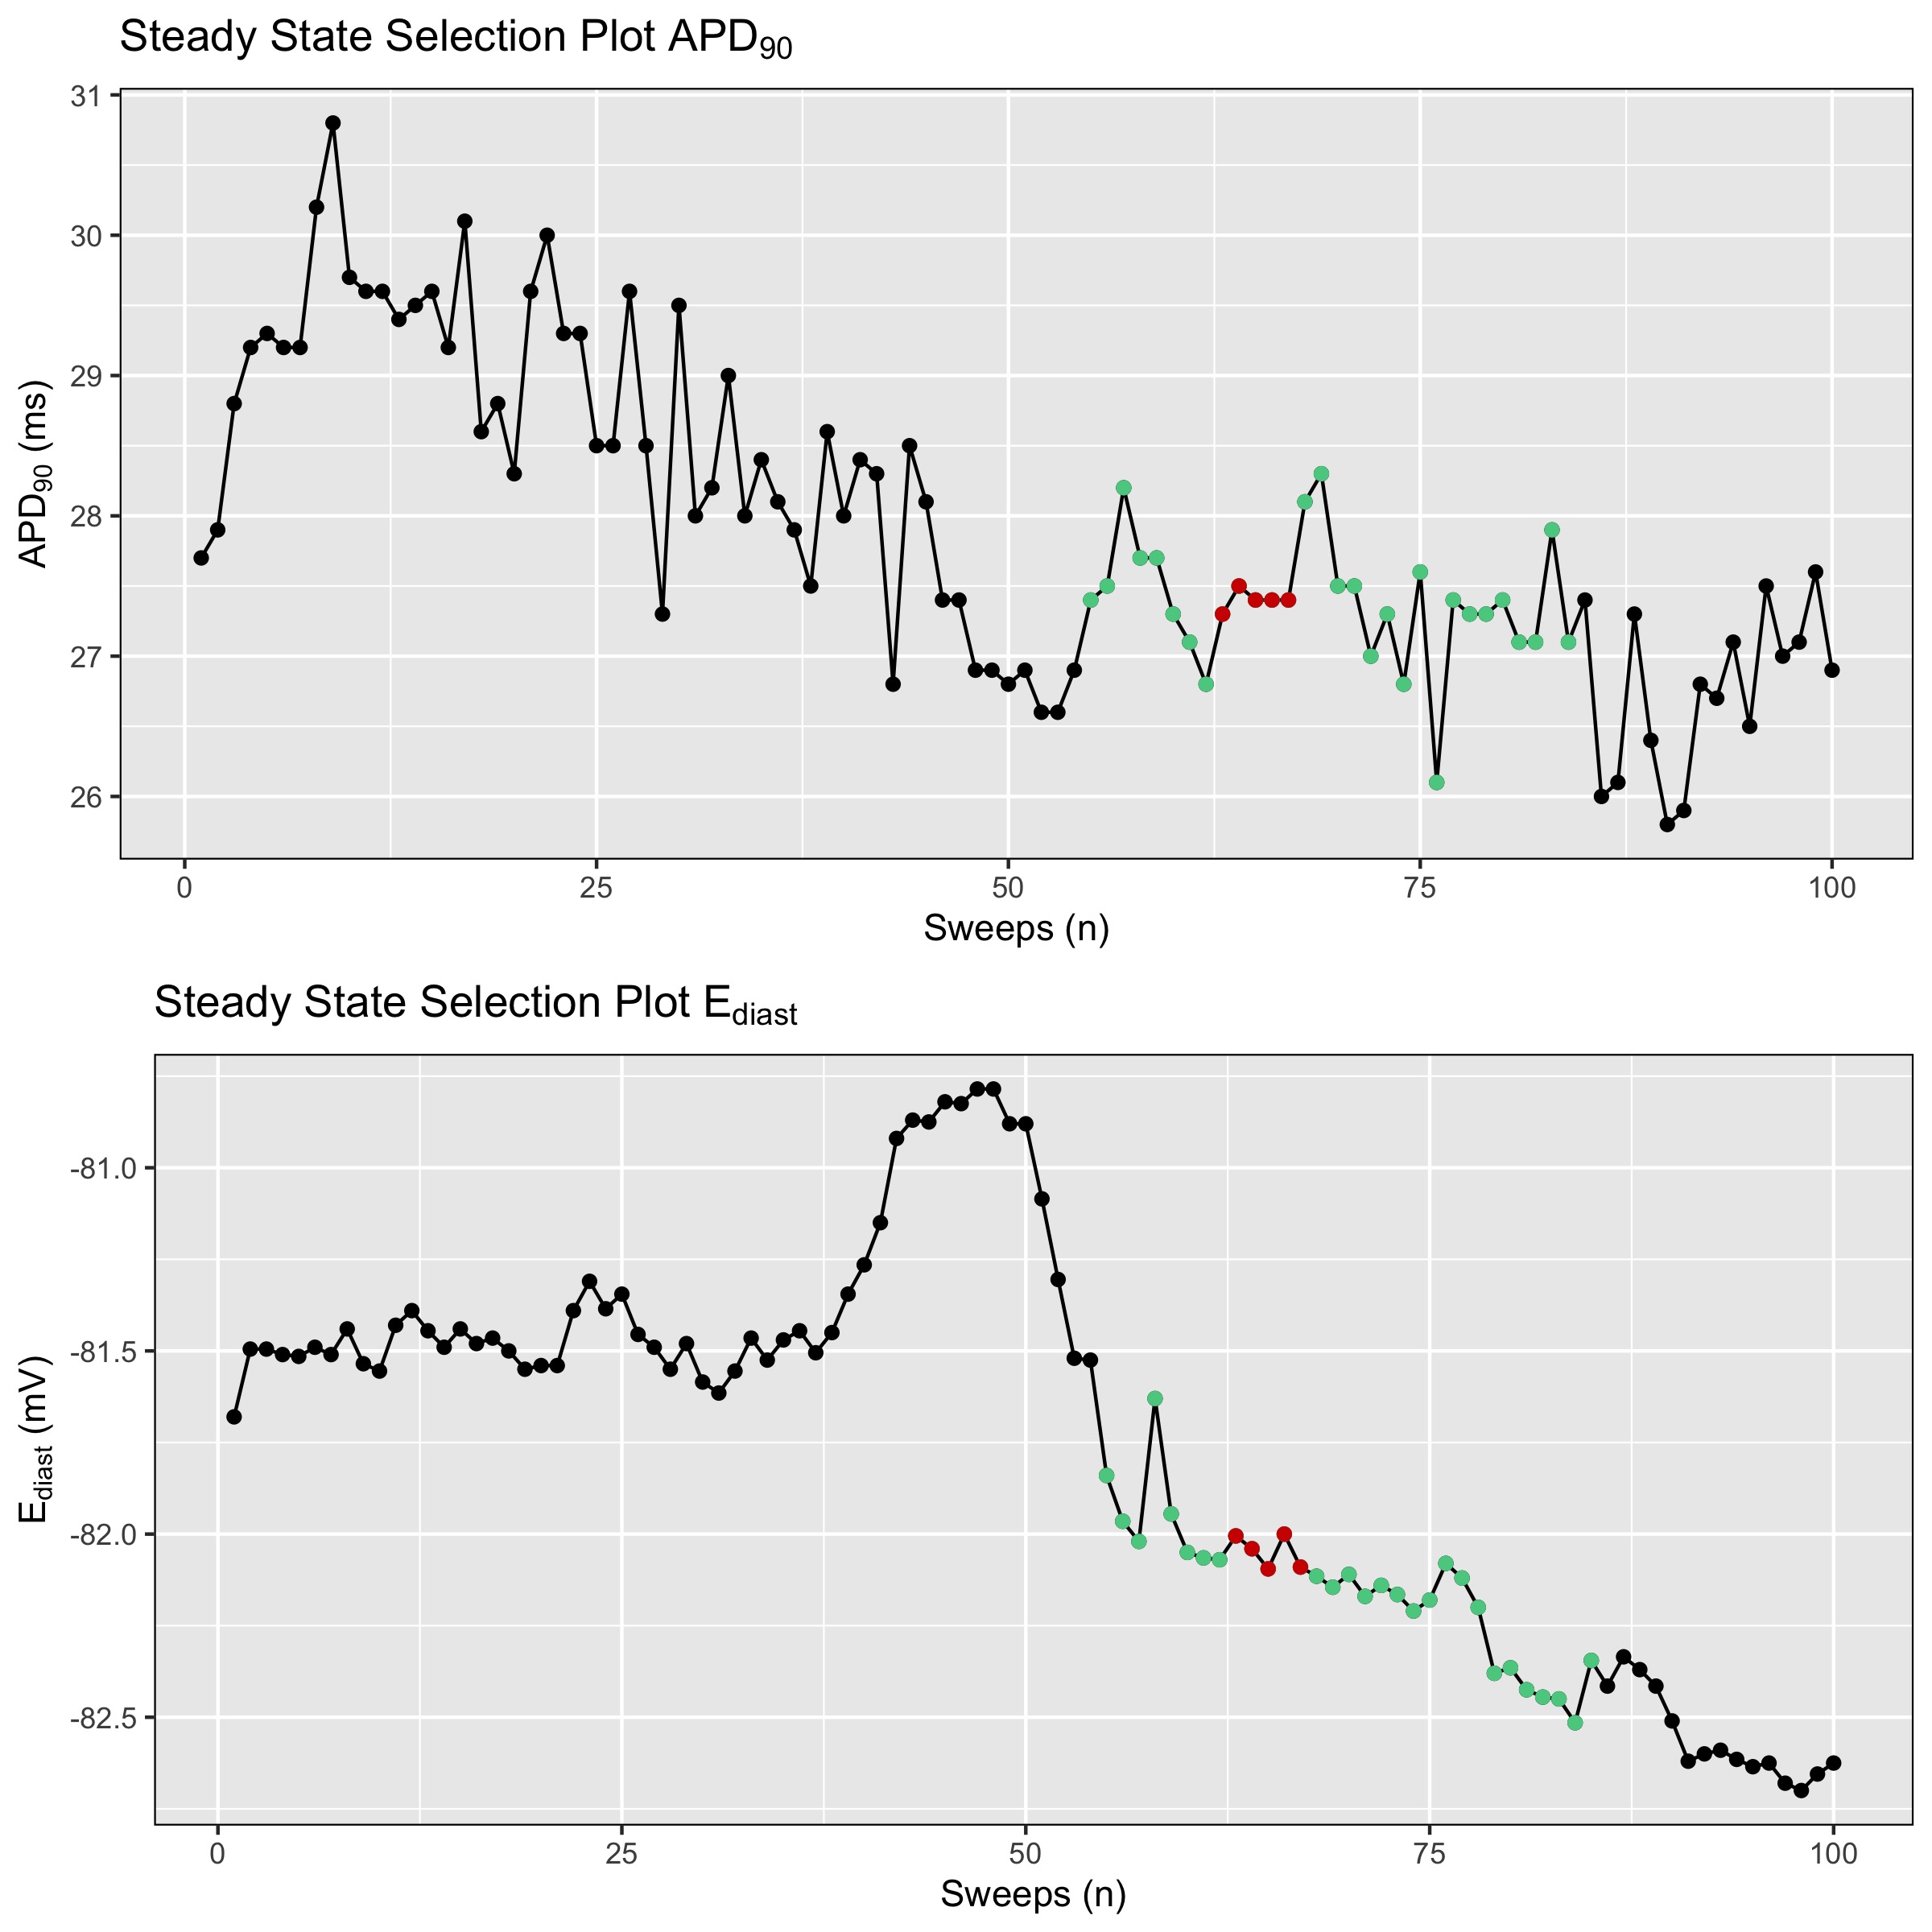 Steady State Selection Plot APD90
31
30
29
28
27
26
APD90 (ms)
0 25 50 75 100
Sweeps (n)
Steady State Selection Plot Ediast
-81.0
-81.5
-82.0
-82.5
Ediast (mV)
0 25 50 75 100
Sweeps (n)